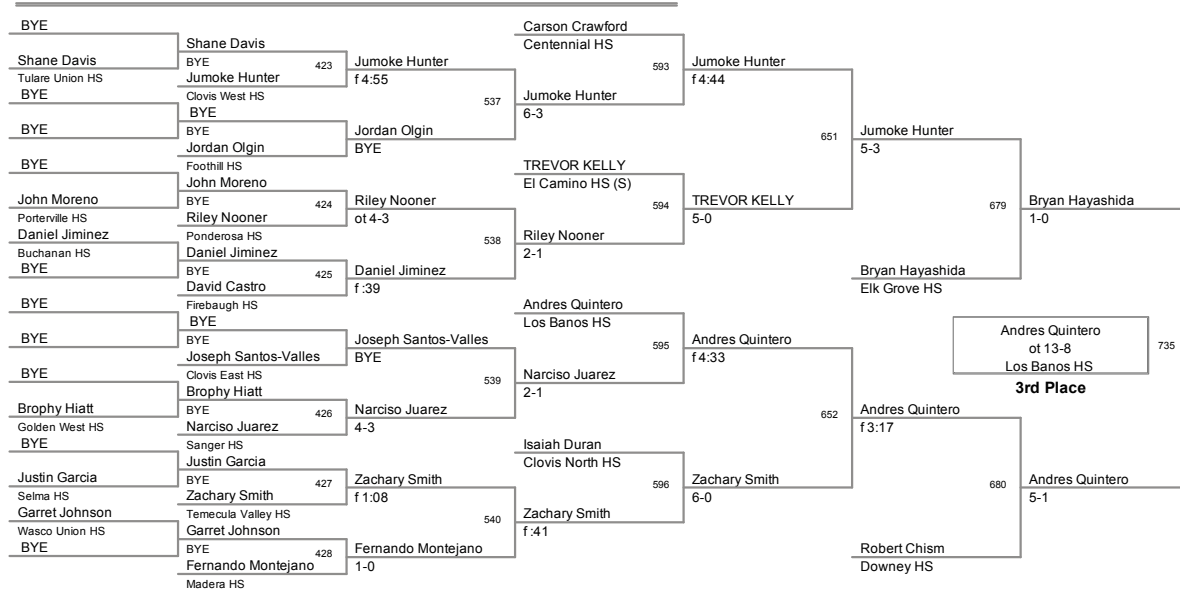 BYE
Shane Davis
Tulare Union HS
BYE
BYE
BYE
John Moreno
Porterville HS
Daniel Jiminez
Buchanan HS
BYE
BYE
BYE
BYE
Brophy Hiatt
Golden West HS
BYE
Justin Garcia
Selma HS
Garret Johnson
Wasco Union HS
BYE
Shane Davis
BYE
423
Jumoke Hunter
Clovis West HS
BYE
BYE
Jordan Olgin
Foothill HS
John Moreno
BYE
424
Riley Nooner
Ponderosa HS
Daniel Jiminez
BYE
425
David Castro
Firebaugh HS
BYE
BYE
Joseph Santos-Valles
Clovis East HS
Brophy Hiatt
BYE
426
Narciso Juarez
Sanger HS
Justin Garcia
BYE
427
Zachary Smith
Temecula Valley HS
Garret Johnson
BYE
428
Fernando Montejano
Madera HS
Jumoke Hunter
f 4:55
537
Jordan Olgin
BYE
Riley Nooner
ot 4-3
538
Daniel Jiminez
f :39
Joseph Santos-Valles
BYE
539
Narciso Juarez
4-3
Zachary Smith
f 1:08
540
Fernando Montejano
1-0
Carson Crawford
Centennial HS
593
Jumoke Hunter
6-3
TREVOR KELLY
El Camino HS (S)
594
Riley Nooner
2-1
Andres Quintero
Los Banos HS
595
Narciso Juarez
2-1
Isaiah Duran
Clovis North HS
596
Zachary Smith
f :41
Jumoke Hunter
f 4:44
651
TREVOR KELLY
5-0
Andres Quintero
f 4:33
652
Zachary Smith
6-0
Jumoke Hunter
5-3
679
Bryan Hayashida
Elk Grove HS
Andres Quintero
f 3:17
680
Robert Chism
Downey HS
Bryan Hayashida
1-0
Andres Quintero
ot 13-8
Los Banos HS
735
3rd Place
Andres Quintero
5-1